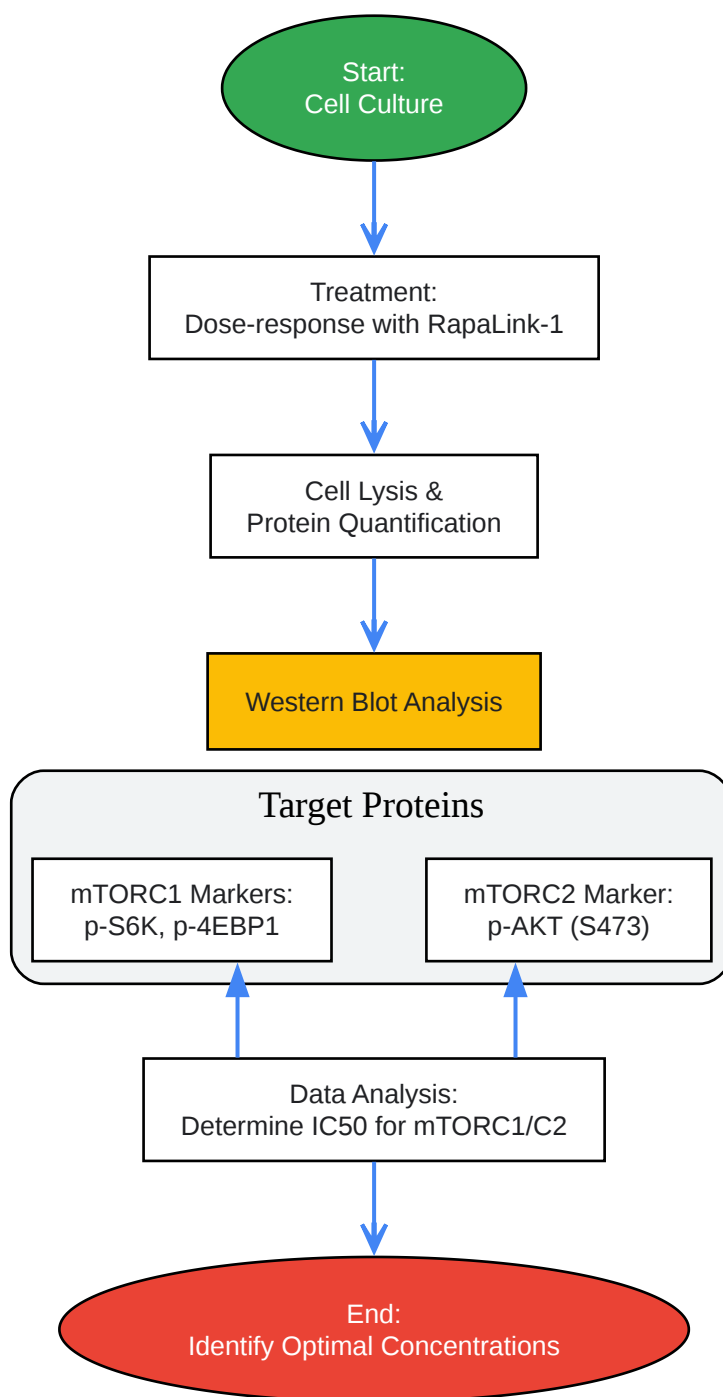 Start:
Cell Culture
Treatment:
Dose-response with RapaLink-1
Cell Lysis &
Protein Quantification
Western Blot Analysis
Target Proteins
mTORC1 Markers:
p-S6K, p-4EBP1
mTORC2 Marker:
p-AKT (S473)
Data Analysis:
Determine IC50 for mTORC1/C2
End:
Identify Optimal Concentrations